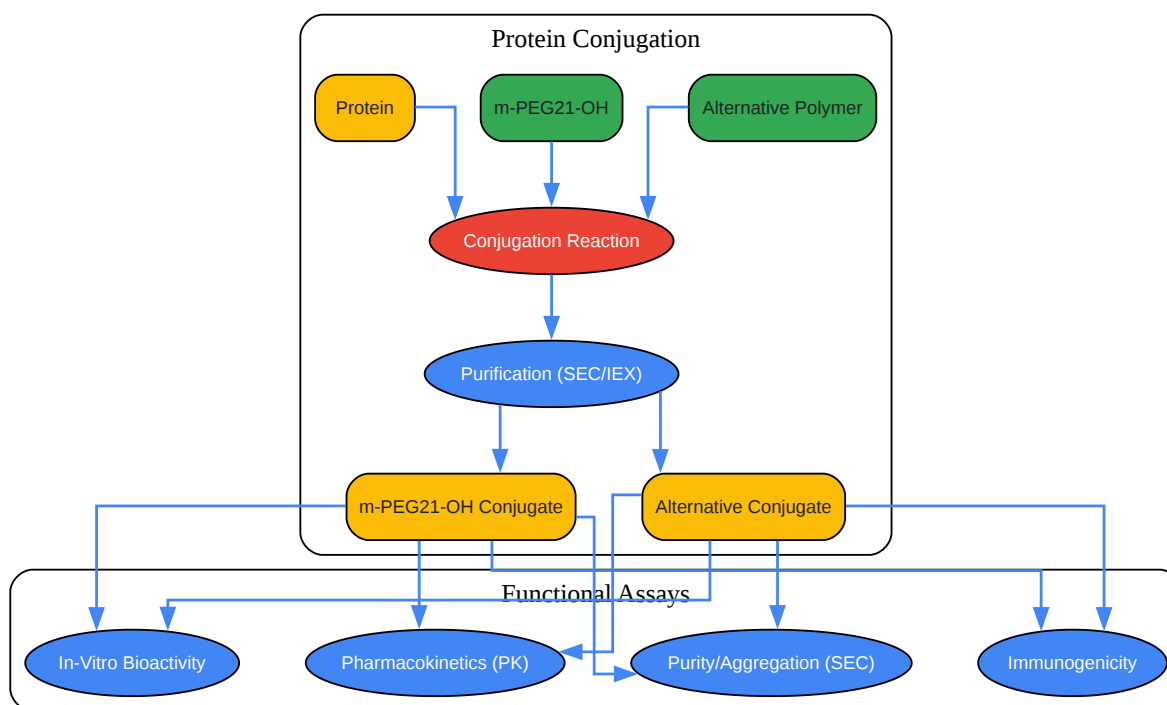 Protein Conjugation
Protein
m-PEG21-OH
Alternative Polymer
Conjugation Reaction
Purification (SEC/IEX)
m-PEG21-OH Conjugate
Alternative Conjugate
Functional Assays
In-Vitro Bioactivity
Pharmacokinetics (PK)
Purity/Aggregation (SEC)
Immunogenicity